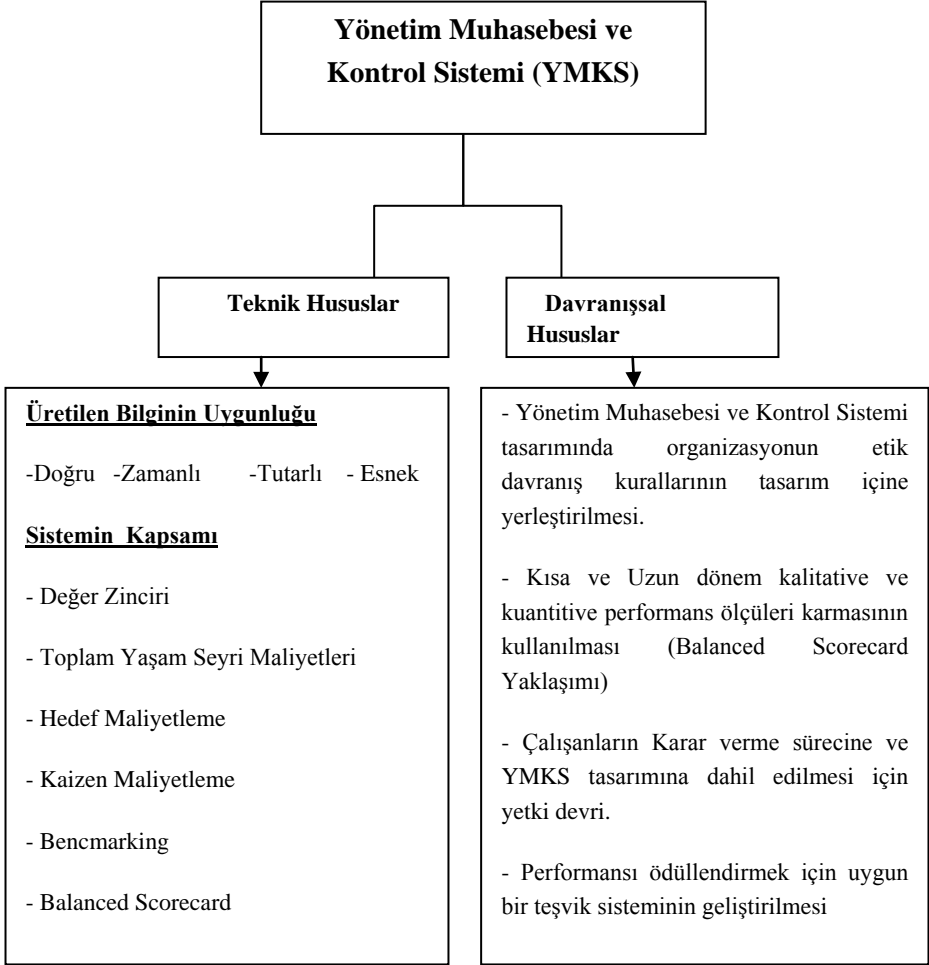 Yönetim Muhasebesi ve
Kontrol Sistemi (YMKS)
Teknik Hususlar
Davranışsal
Hususlar
Üretilen Bilginin Uygunluğu
-Doğru -Zamanlı -Tutarlı - Esnek
Sistemin Kapsamı
- Değer Zinciri
- Toplam Yaşam Seyri Maliyetleri
- Hedef Maliyetleme
- Kaizen Maliyetleme
- Bencmarking
- Balanced Scorecard
- Yönetim Muhasebesi ve Kontrol Sistemi
tasarımında organizasyonun etik
davranış kurallarının tasarım içine
yerleştirilmesi.
- Kısa ve Uzun dönem kalitative ve
kuantitive performans ölçüleri karmasının
kullanılması (Balanced Scorecard
Yaklaşımı)
- Çalışanların Karar verme sürecine ve
YMKS tasarımına dahil edilmesi için
yetki devri.
- Performansı ödüllendirmek için uygun
bir teşvik sisteminin geliştirilmesi